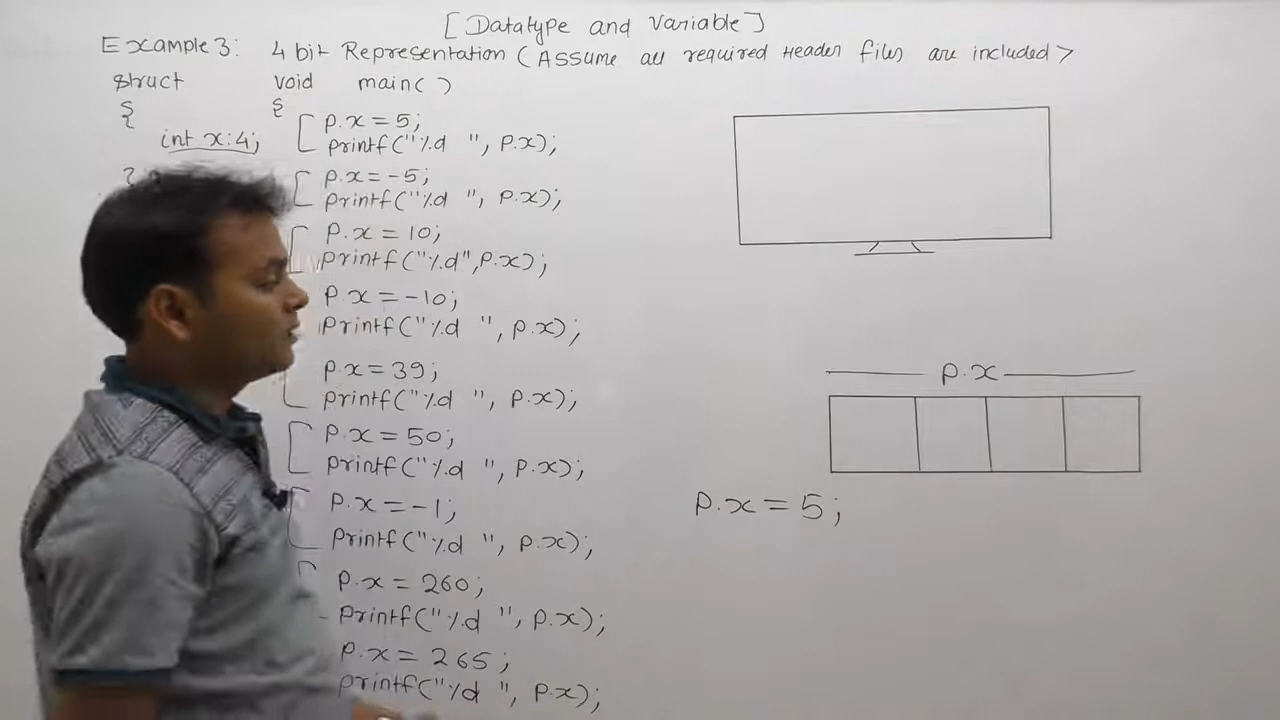 [Datatype and Variable]
Example 3: 4 bit Representation (Assume all required Header files are included >
struct
{
int x:4;
}
void main()
{
p.x = 5;
printf("%d ", p.x);
p.x = -5;
printf("%d ", p.x);
p.x = 10;
printf("%d", p.x);
p.x = -10;
printf("%d ", p.x);
p.x = 39;
printf("%d ", p.x);
p.x = 50;
printf("%d ", p.x);
p.x = -1;
printf("%d ", p.x);
p.x = 260;
printf("%d ", p.x);
p.x = 265;
printf("%d ", p.x);
p.x
p.x = 5;